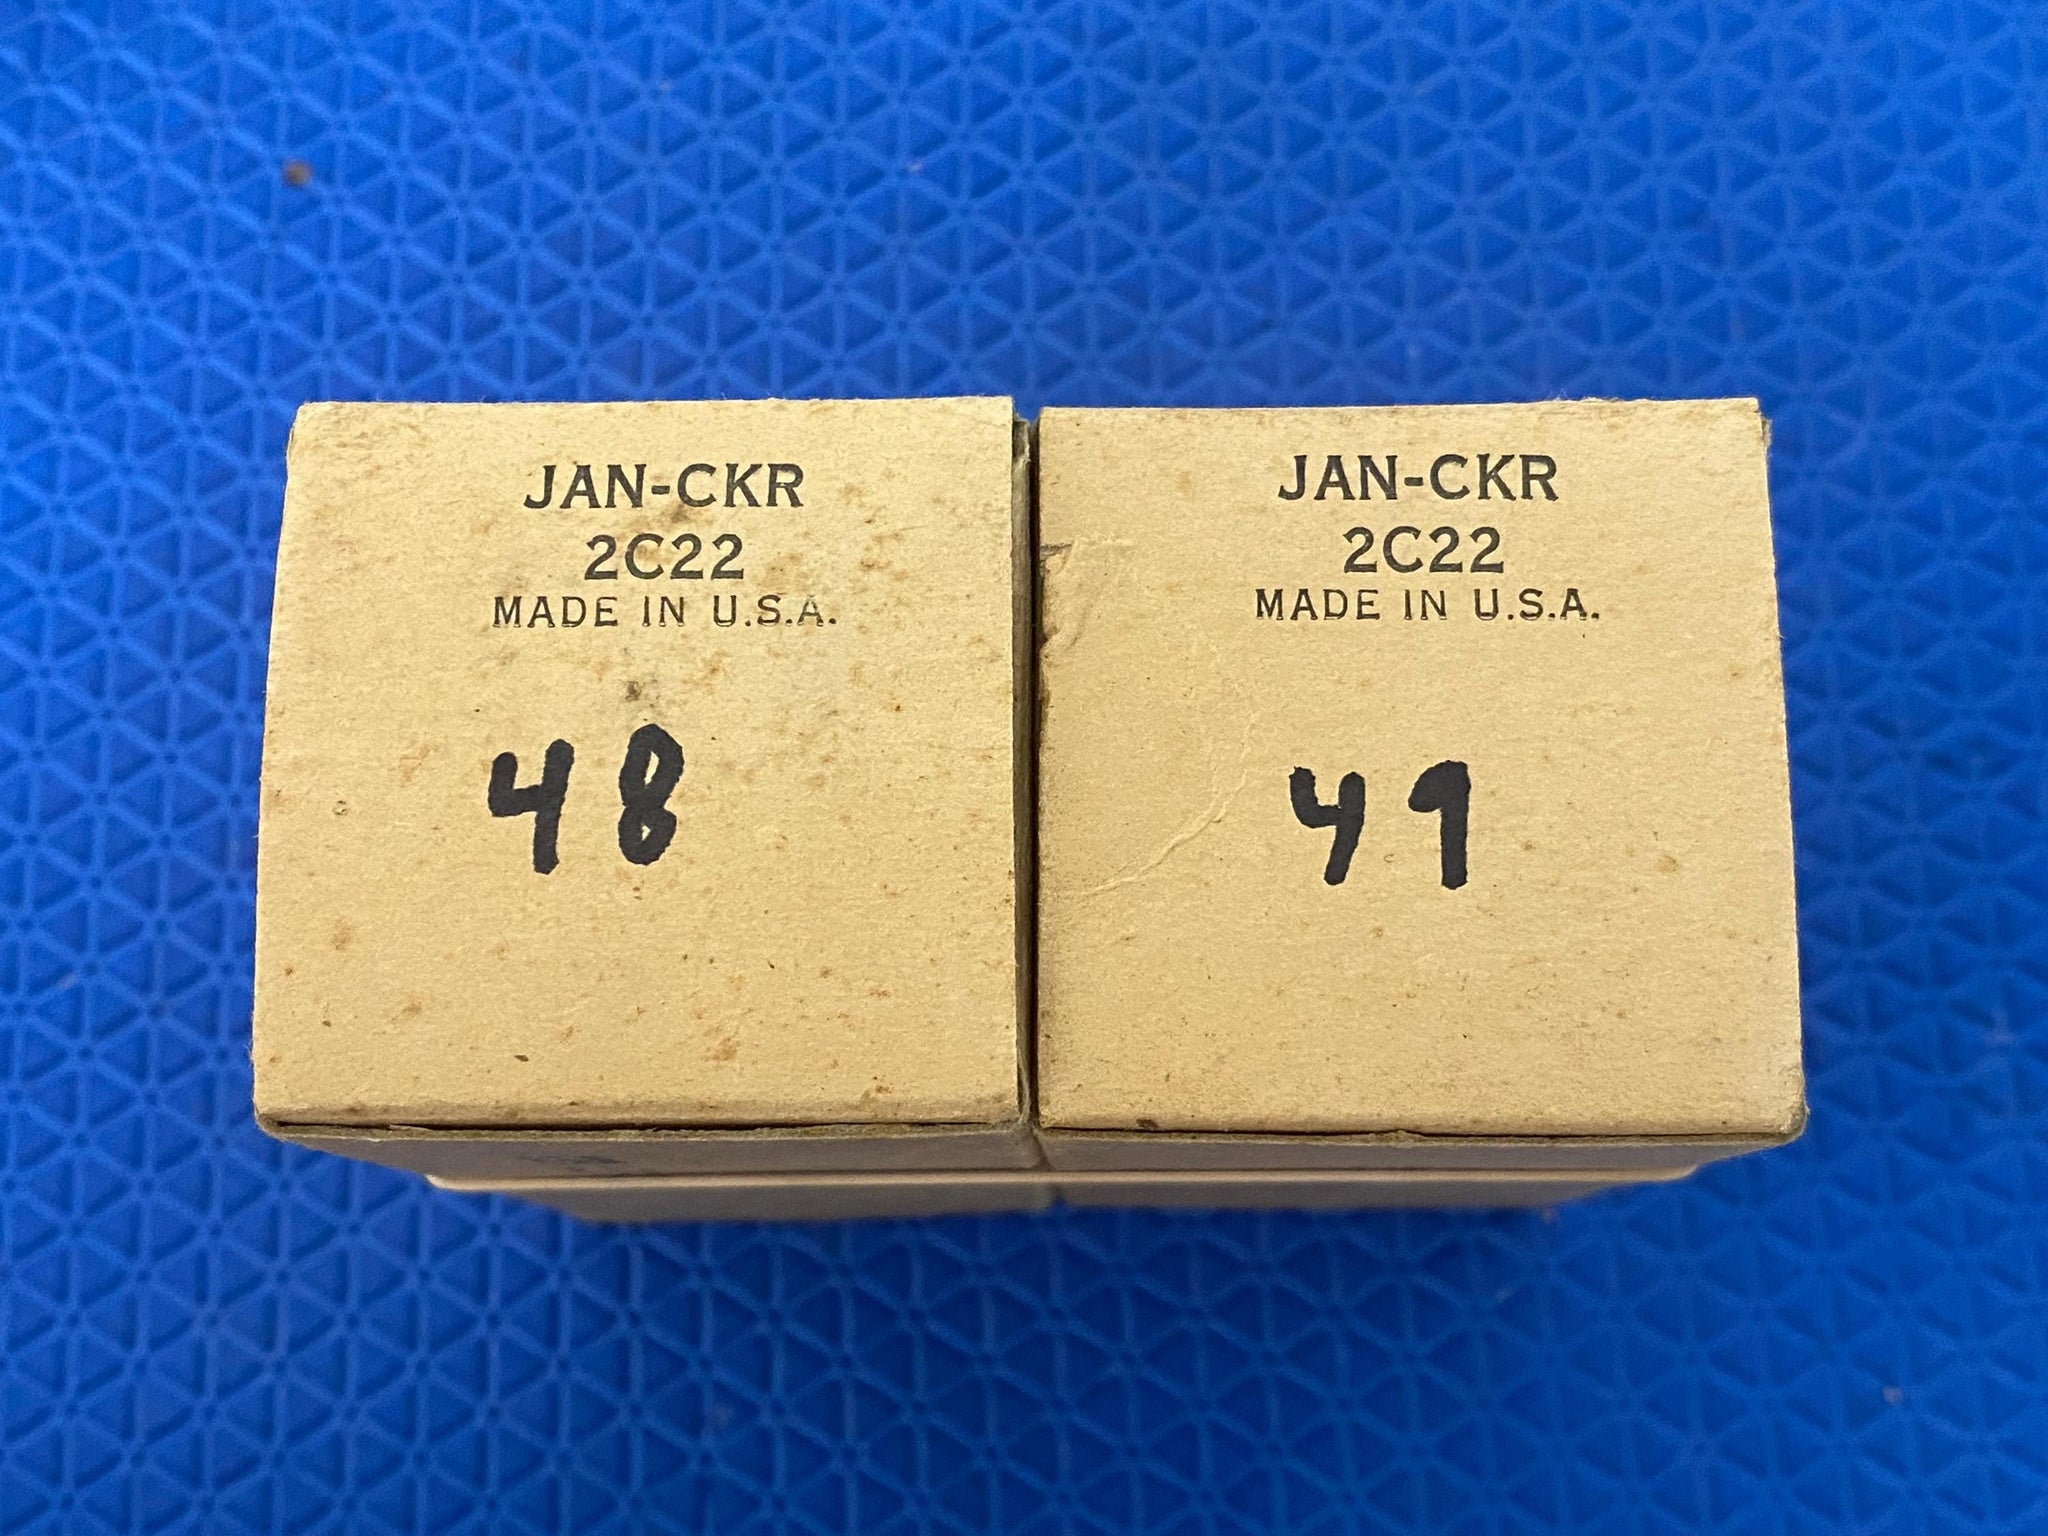 JAN-CKR
2C22
MADE IN U.S.A.
48
JAN-CKR
2C22
MADE IN U.S.A.
49